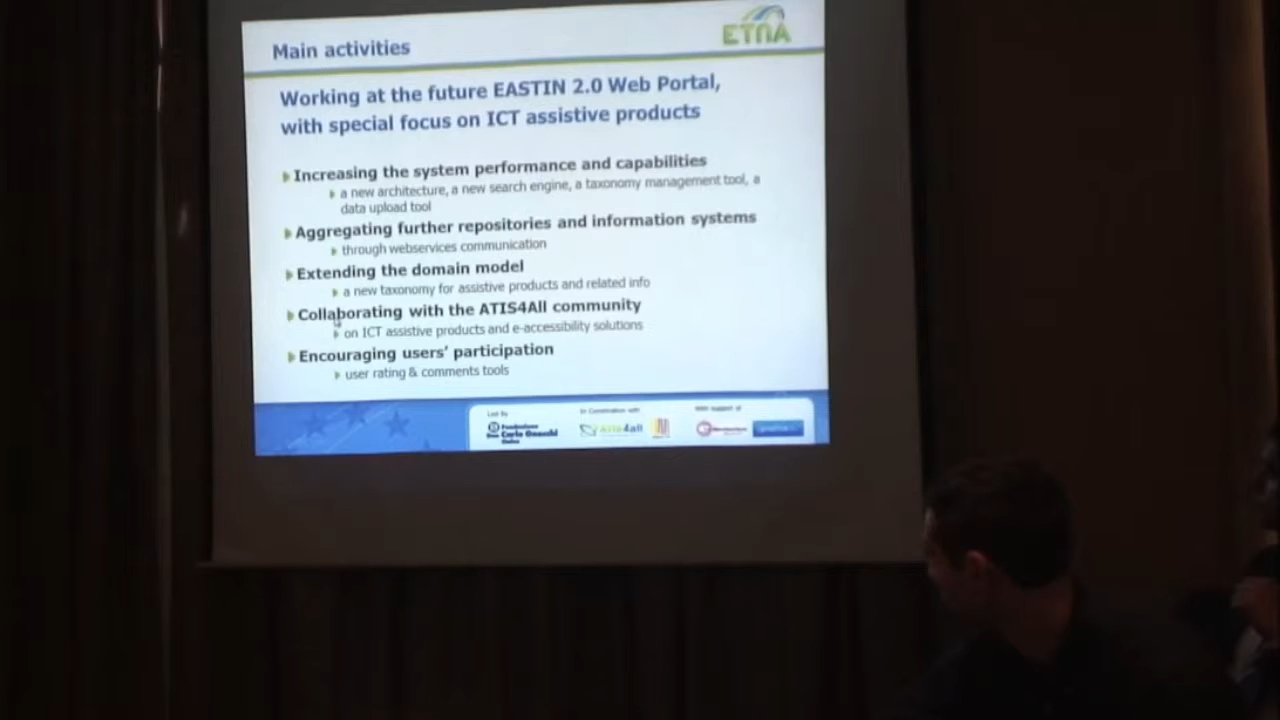 Main activities
ETNA
Working at the future EASTIN 2.0 Web Portal,
with special focus on ICT assistive products
Increasing the system performance and capabilities
a new architecture, a new search engine, a taxonomy management tool, a
data upload tool
Aggregating further repositories and information systems
through webservices communication
Extending the domain model
a new taxonomy for assistive products and related info
Collaborating with the ATIS4All community
on ICT assistive products and e-accessibility solutions
Encouraging users' participation
user rating & comments tools
Led by
Fondazione
Don Carlo Gnocchi
Onlus
In Coordination with
ATIS4all
With support of